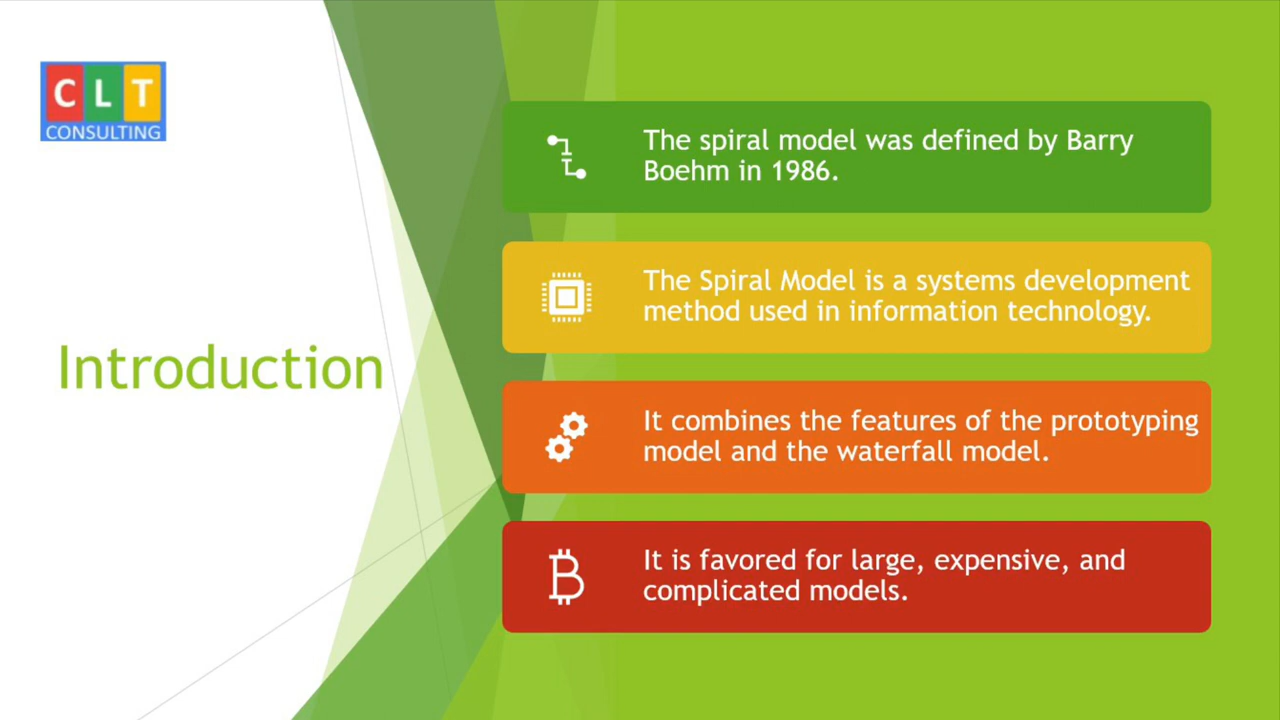 CLT
CONSULTING
Introduction
The spiral model was defined by Barry
Boehm in 1986.
The Spiral Model is a systems development
method used in information technology.
It combines the features of the prototyping
model and the waterfall model.
It is favored for large, expensive, and
complicated models.